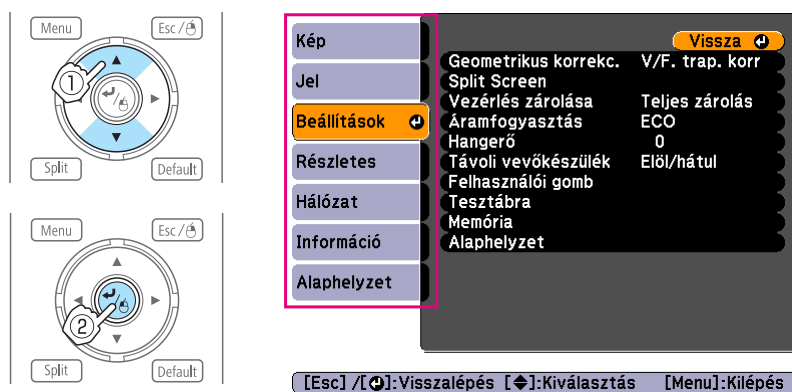 Menu
Esc/
1
Split
Default
Menu
Esc/
2
Split
Default
Kép
Jel
Beállítások
Részletes
Hálózat
Információ
Alaphelyzet
Vissza
Geometrikus korrekc. V/F. trap. korr
Split Screen
Vezérlés zárolása Teljes zárolás
Áramfogyasztás ECO
Hangerő 0
Távoli vevőkészülék Elöl/hátul
Felhasználói gomb
Tesztábra
Memória
Alaphelyzet
[Esc] /[ ]:Visszalépés [ ]:Kiválasztás [Menu]:Kilépés